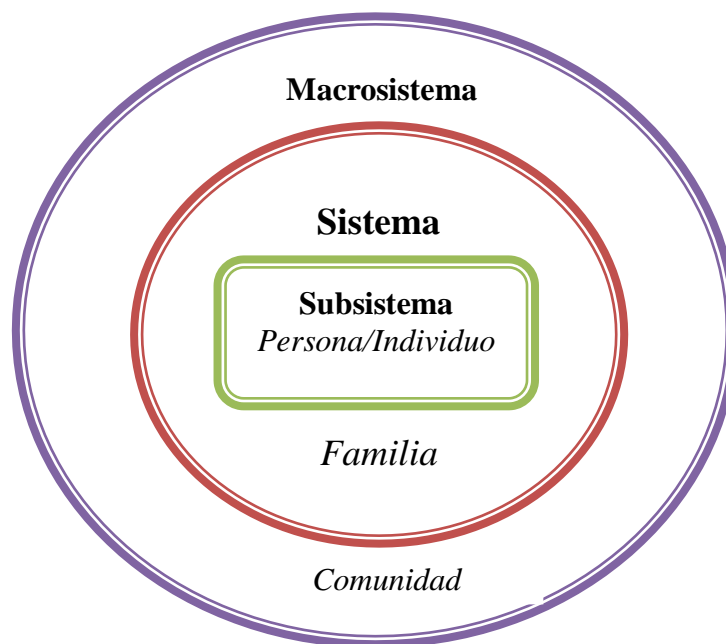 Macrosistema
Sistema
Subsistema
Persona/Individuo
Familia
Comunidad